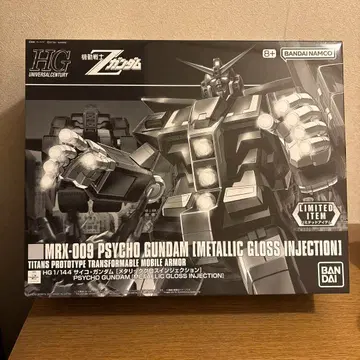 HG
UNIVERSAL CENTURY
機動戦士
Zガンダム
8+
BANDAI NAMCO
LIMITED
ITEM
MRX-009 PSYCHO GUNDAM [METALLIC GLOSS INJECTION]
TITANS PROTOTYPE TRANSFORMABLE MOBILE ARMOR
HG 1/144 サイコ・ガンダム [メタリックグロスインジェクション]
PSYCHO GUNDAM [METALLIC GLOSS INJECTION]
BAN
DAI